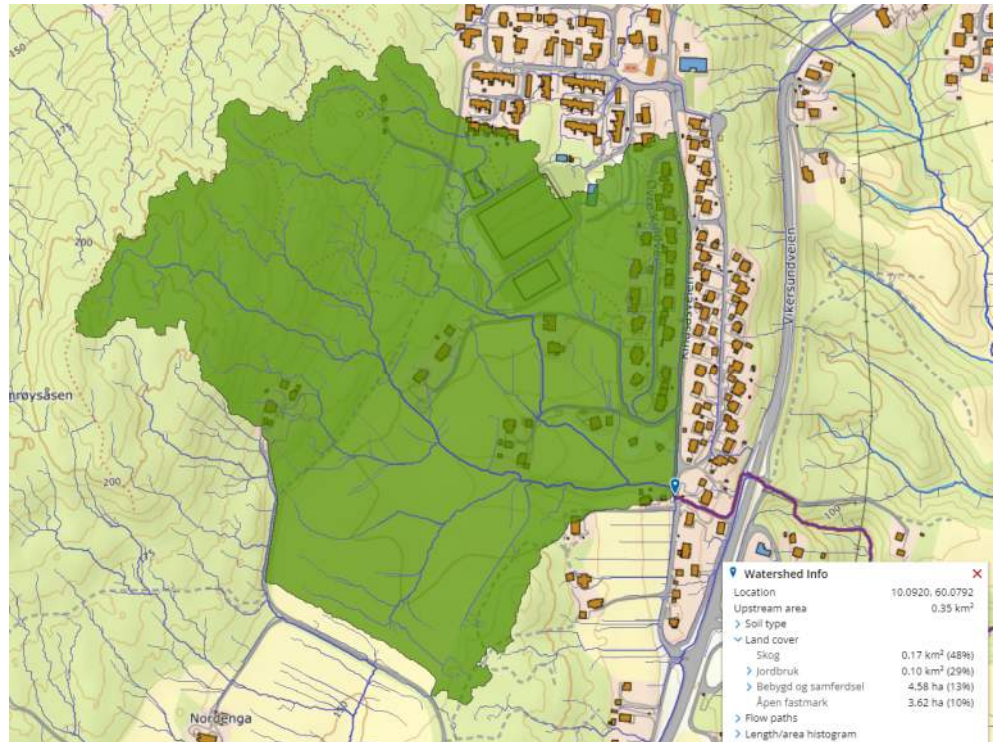 150
175
200
Vikersundveien
nrøysåsen
200
175
100
Nordenga
Watershed Info
Location 10.0920, 60.0792
Upstream area 0.35 km²
Soil type
Land cover
Skog 0.17 km² (48%)
Jordbruk 0.10 km² (29%)
Bebygd og samferdsel 4.58 ha (13%)
Åpen fastmark 3.62 ha (10%)
Flow paths
Length/area histogram